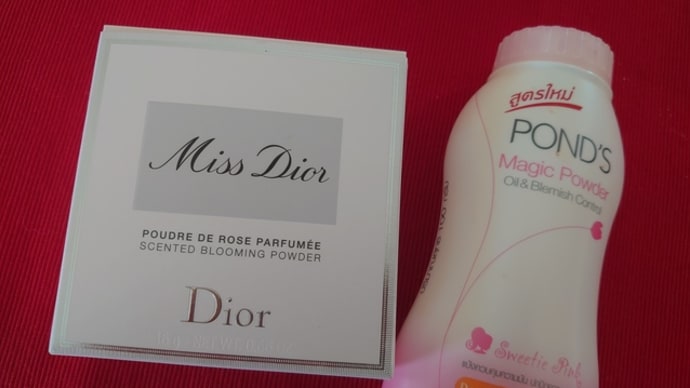 Miss Dior
POUDRE DE ROSE PARFUMÉE
SCENTED BLOOMING POWDER
Dior
สูตรใหม่
POND'S
Magic Powder
Oil & Blemish Control
Sweetie Pink